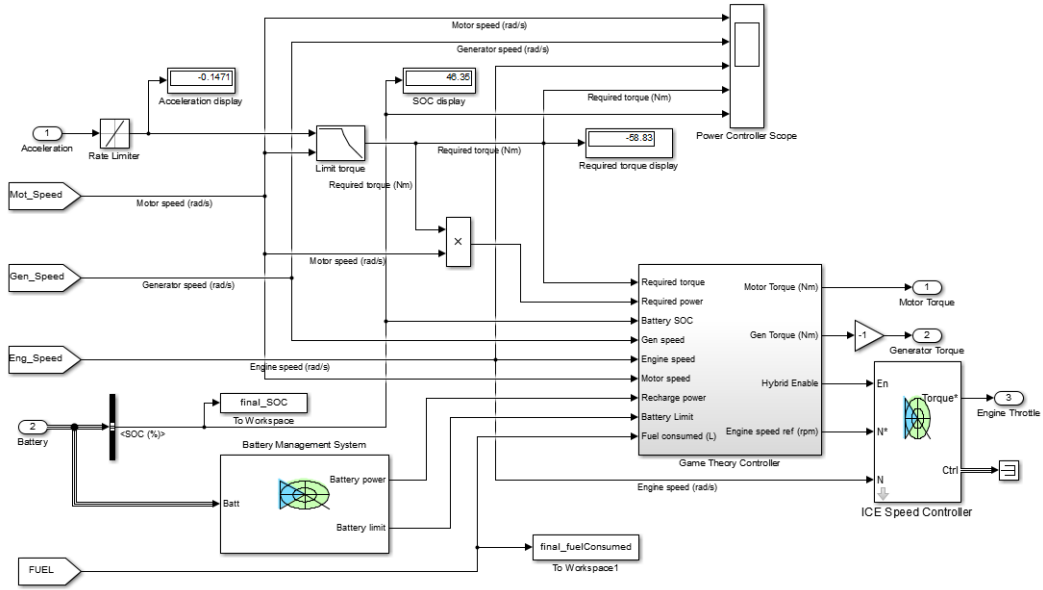 Motor speed (rad/s)
Generator speed (rad/s)
-0.1471
Acceleration display
46.35
SOC display
Required torque (Nm)
Power Controller Scope
1
Acceleration
Rate Limiter
Limit torque
Required torque (Nm)
-58.83
Required torque display
Required torque (Nm)
Mot_Speed
Motor speed (rad/s)
×
Motor speed (rad/s)
Gen_Speed
Generator speed (rad/s)
Required torque
Motor Torque (Nm)
1
Motor Torque
Required power
Battery SOC
Gen speed
Gen Torque (Nm)
-1
2
Generator Torque
Eng_Speed
Engine speed (rad/s)
Engine speed
Motor speed
Hybrid Enable
En
Recharge power
Torque*
3
Engine Throttle
Battery Limit
Fuel consumed (L)
Engine speed ref (rpm)
N*
Game Theory Controller
2
Battery
<SOC (%)>
final_SOC
To Workspace
Battery Management System
Batt
Battery power
Battery limit
Engine speed (rad/s)
N
Ctrl
ICE Speed Controller
FUEL
final_fuelConsumed
To Workspace1